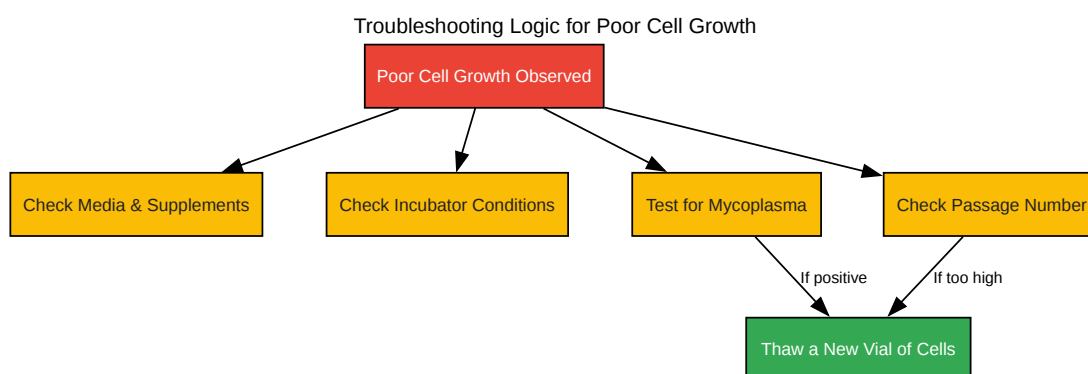 Troubleshooting Logic for Poor Cell Growth
Poor Cell Growth Observed
Check Media & Supplements
Check Incubator Conditions
Test for Mycoplasma
Check Passage Number
If positive
If too high
Thaw a New Vial of Cells